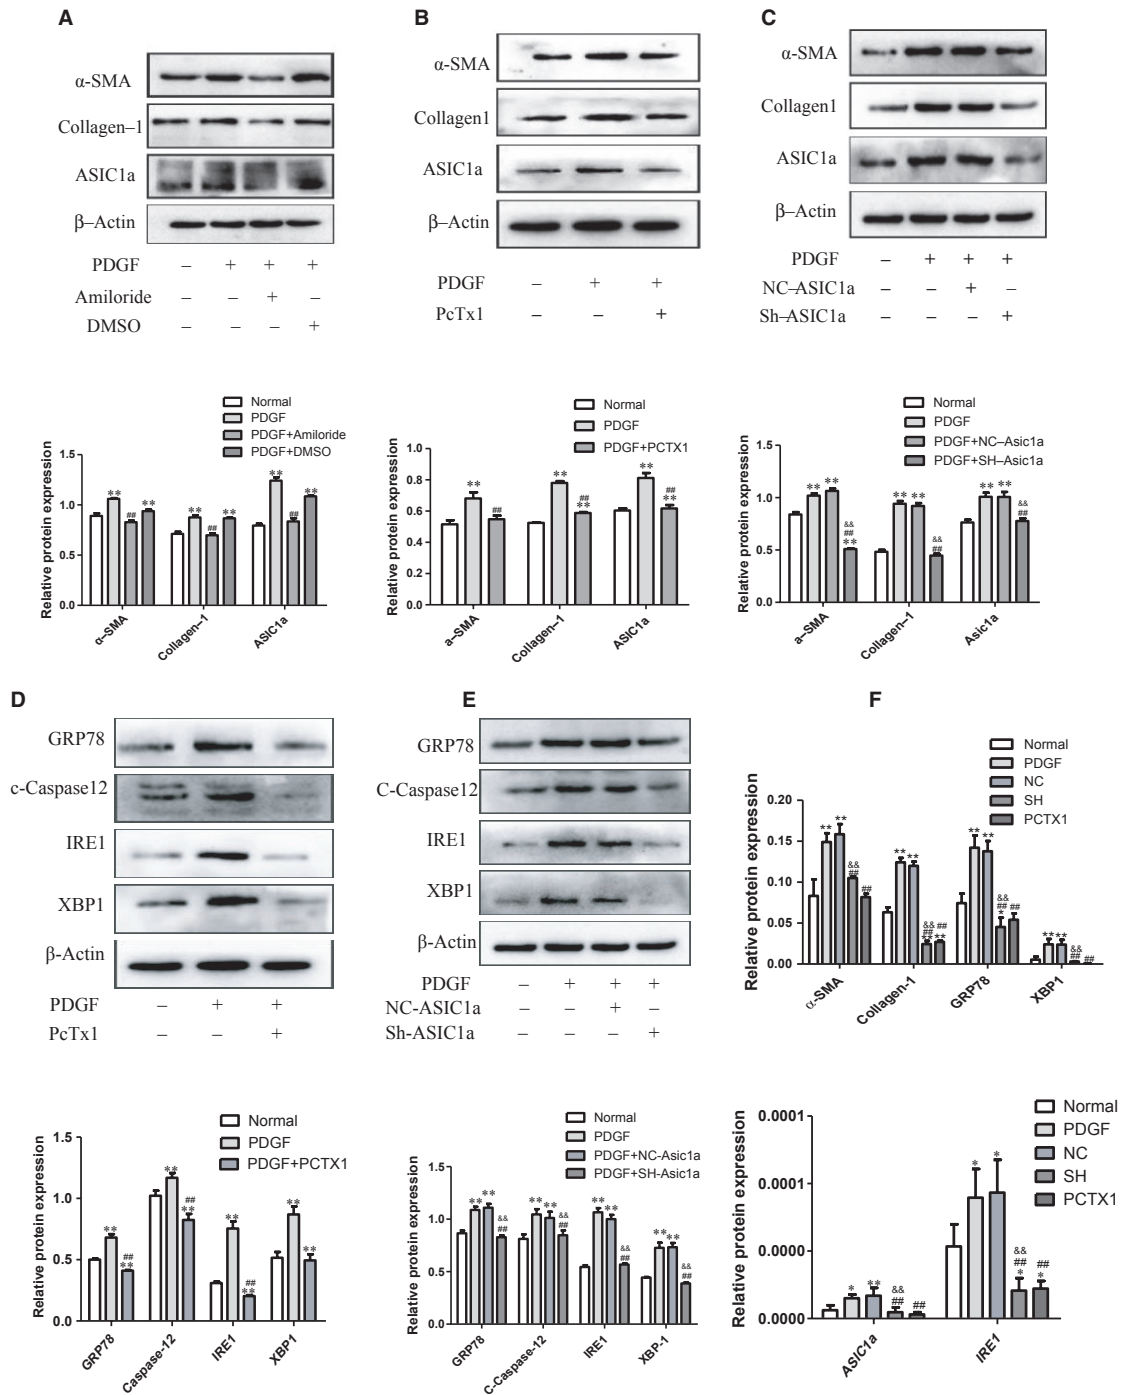 A
α-SMA
Collagen–1
ASIC1a
β–Actin
PDGF – + + +
Amiloride – – + –
DMSO – – – +
B
α-SMA
Collagen1
ASIC1a
β–Actin
PDGF – + +
PcTx1 – – +
C
α-SMA
Collagen1
ASIC1a
β–Actin
PDGF – + + +
NC–ASIC1a – – + –
Sh–ASIC1a – – – +
Normal
PDGF
PDGF+Amiloride
PDGF+DMSO
Relative protein expression
1.5
1.0
0.5
0.0
** ## **
** ## **
** ## **
α–SMA
Collagen–1
ASIC1a
Normal
PDGF
PDGF+PCTX1
Relative protein expression
1.0
0.8
0.6
0.4
0.2
0.0
** ##
** ## **
** ## **
a–SMA
Collagen–1
ASIC1a
Normal
PDGF
PDGF+NC–Asic1a
PDGF+SH–Asic1a
Relative protein expression
1.5
1.0
0.5
0.0
** ** && ## **
** ** && ##
** ** && ##
a–SMA
Collagen–1
Asic1a
D
GRP78
c-Caspase12
IRE1
XBP1
β-Actin
PDGF – + +
PcTx1 – – +
E
GRP78
C-Caspase12
IRE1
XBP1
β-Actin
PDGF – + + +
NC-ASIC1a – – + –
Sh-ASIC1a – – – +
F
Normal
PDGF
NC
SH
PCTX1
Relative protein expression
0.20
0.15
0.10
0.05
0.00
** ** && ## ##
** ** && ## ** ## **
** ** && ## * ##
** ** && ## ##
α-SMA
Collagen-1
GRP78
XBP1
Normal
PDGF
PDGF+PCTX1
Relative protein expression
1.5
1.0
0.5
0.0
** ## **
** ## **
** ## **
** **
GRP78
Caspase-12
IRE1
XBP1
Normal
PDGF
PDGF+NC-Asic1a
PDGF+SH-Asic1a
Relative protein expression
1.5
1.0
0.5
0.0
** ** && ##
** ** && ##
** ** && ##
** ** && ##
GRP78
C-Caspase-12
IRE1
XBP-1
Normal
PDGF
NC
SH
PCTX1
Relative protein expression
0.0001
0.0001
0.0000
0.0000
* ** && ## ##
* * && ## * ## *
ASIC1a
IRE1